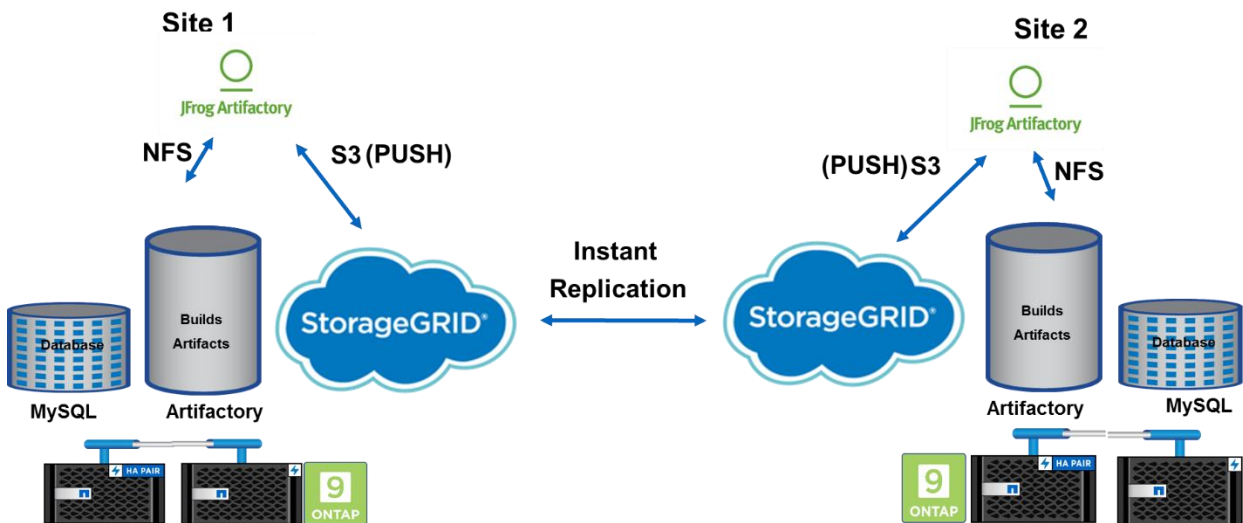 Site 1
JFrog Artifactory
NFS
S3 (PUSH)
Builds
Artifacts
Database
MySQL
Artifactory
StorageGRID®
HA PAIR
9
ONTAP
Instant
Replication
Site 2
JFrog Artifactory
(PUSH) S3
NFS
StorageGRID®
Builds
Artifacts
Database
Artifactory
MySQL
9
ONTAP
HA PAIR